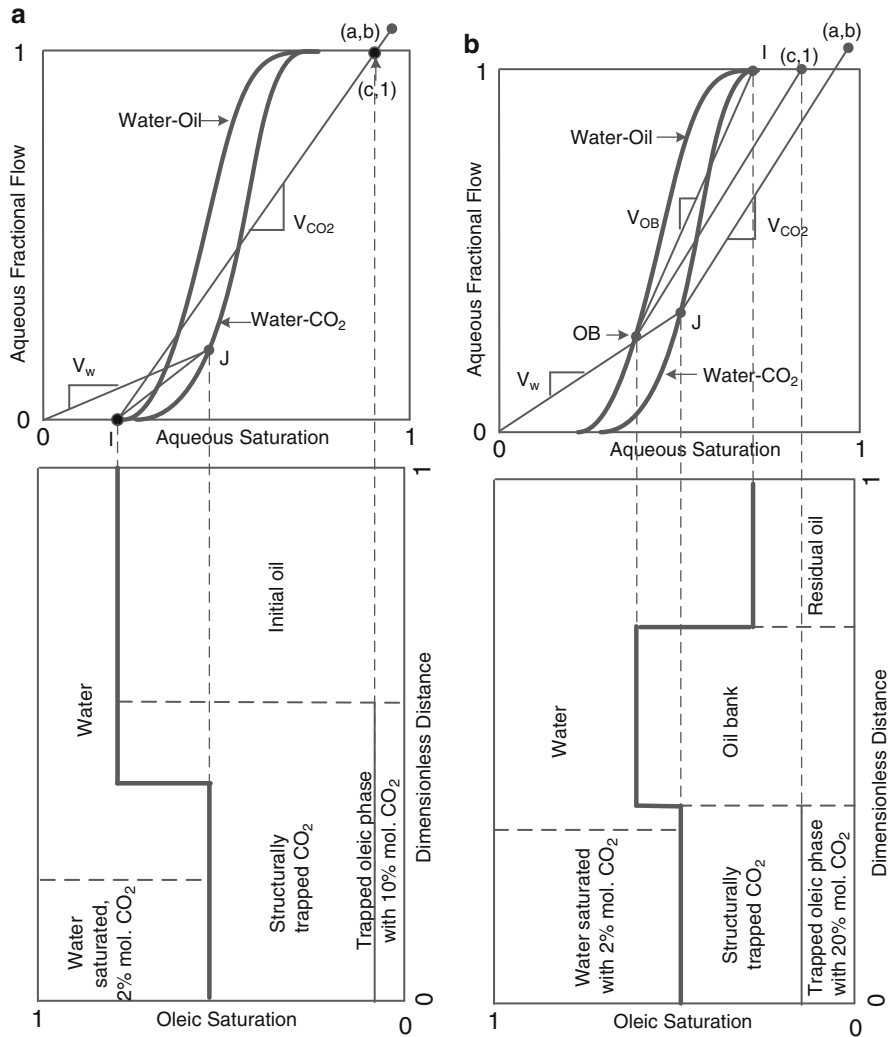 a
1
(a,b)
(c,1)
Water-Oil
V_CO2
Water-CO₂
J
V_w
0
0
I
Aqueous Saturation
1
Aqueous Fractional Flow
1
Initial oil
Water
Structurally
trapped CO₂
Trapped oleic phase
with 10% mol. CO₂
Water
saturated,
2% mol. CO₂
Dimensionless Distance
1
Oleic Saturation
0
0
b
(a,b)
I
(c,1)
1
Water-Oil
V_OB
V_CO2
OB
J
V_w
Water-CO₂
0
0
Aqueous Saturation
1
Aqueous Fractional Flow
1
Residual oil
Water
Oil bank
Water saturated
with 2% mol. CO₂
Structurally
trapped CO₂
Trapped oleic phase
with 20% mol. CO₂
Dimensionless Distance
1
Oleic Saturation
0
0